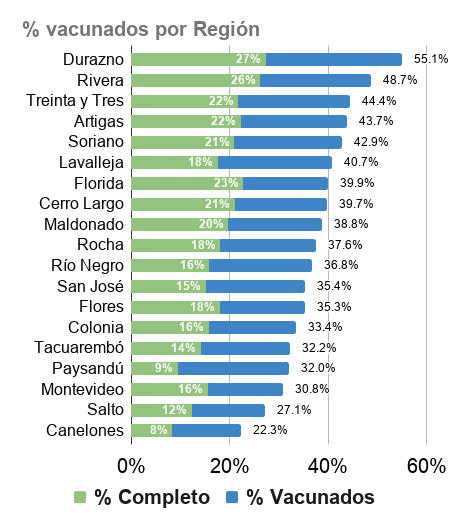 % vacunados por Región
Durazno 27% 55.1%
Rivera 26% 48.7%
Treinta y Tres 22% 44.4%
Artigas 22% 43.7%
Soriano 21% 42.9%
Lavalleja 18% 40.7%
Florida 23% 39.9%
Cerro Largo 21% 39.7%
Maldonado 20% 38.8%
Rocha 18% 37.6%
Río Negro 16% 36.8%
San José 15% 35.4%
Flores 18% 35.3%
Colonia 16% 33.4%
Tacuarembó 14% 32.2%
Paysandú 9% 32.0%
Montevideo 16% 30.8%
Salto 12% 27.1%
Canelones 8% 22.3%
0% 20% 40% 60%
% Completo % Vacunados